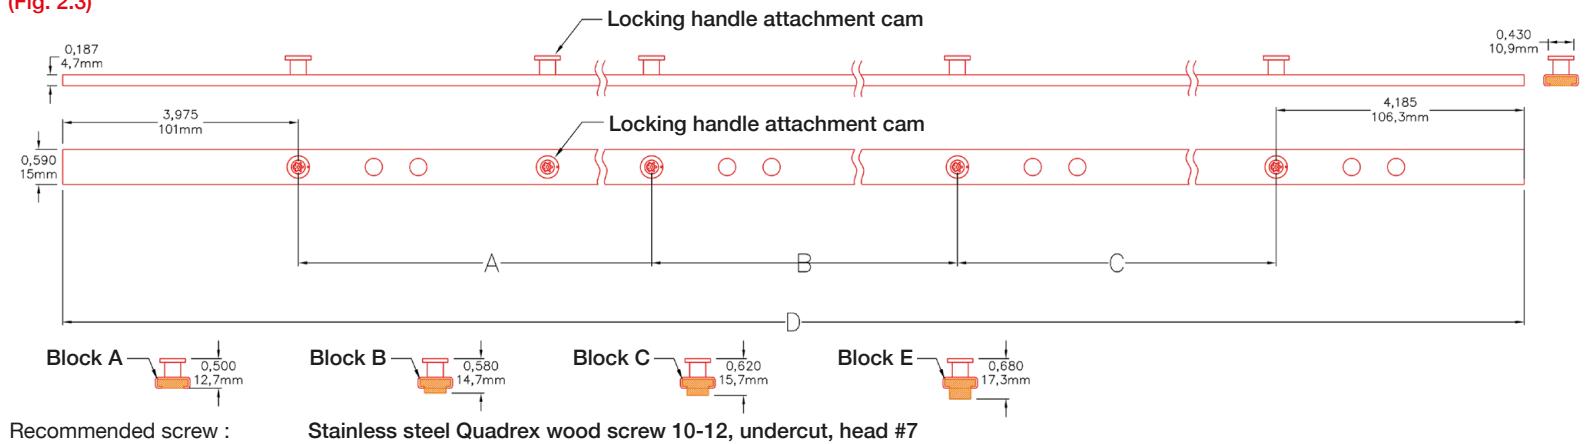 (Fig. 2.3)
Locking handle attachment cam
0,187
4,7mm
0,430
10,9mm
3,975
101mm
Locking handle attachment cam
4,185
106,3mm
0,590
15mm
A
B
C
D
Block A
0,500
12,7mm
Block B
0,580
14,7mm
Block C
0,620
15,7mm
Block E
0,680
17,3mm
Recommended screw : Stainless steel Quadrex wood screw 10-12, undercut, head #7